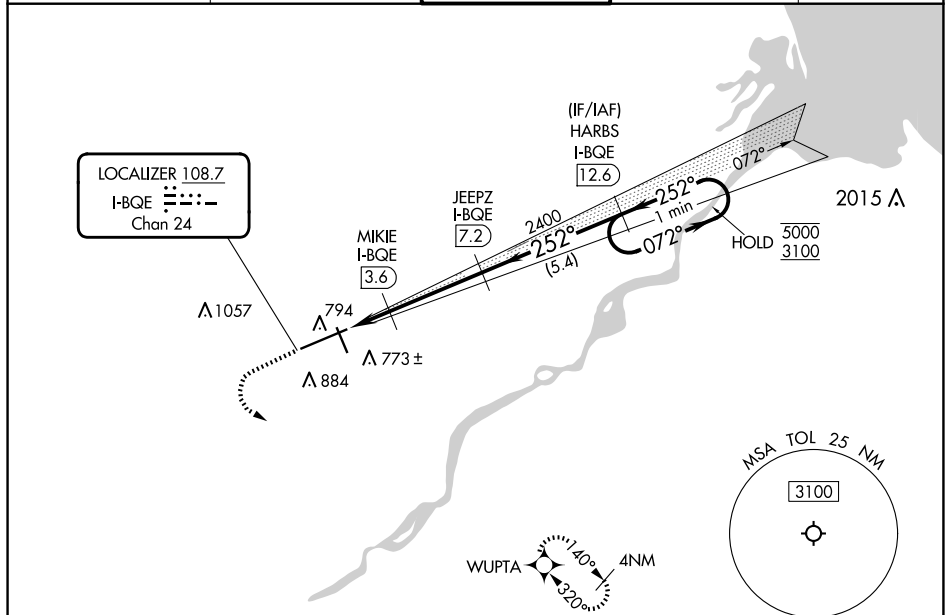 LOCALIZER 108.7
I-BQE
Chan 24
(IF/IAF)
HARBS
I-BQE
12.6
JEEPZ
I-BQE
7.2
MIKIE
I-BQE
3.6
2400
252°
(5.4)
252°
1 min
072°
072°
HOLD
5000
3100
2015
1057
794
773 ±
884
MSA TOL 25 NM
3100
WUPTA
140°
320°
4NM